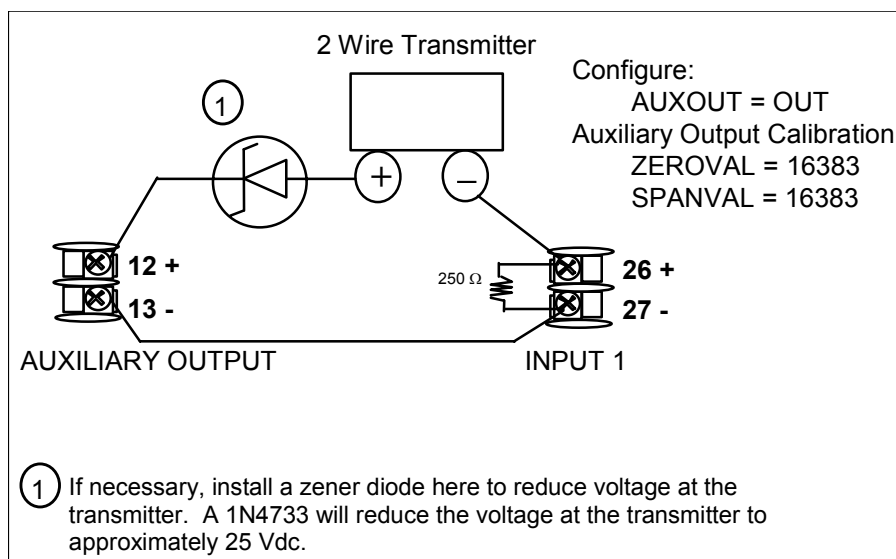 2 Wire Transmitter
Configure:
AUXOUT = OUT
Auxiliary Output Calibration
ZEROVAL = 16383
SPANVAL = 16383
1
+
–
12 +
13 -
250 Ω
26 +
27 -
AUXILIARY OUTPUT
INPUT 1
1 If necessary, install a zener diode here to reduce voltage at the
transmitter. A 1N4733 will reduce the voltage at the transmitter to
approximately 25 Vdc.